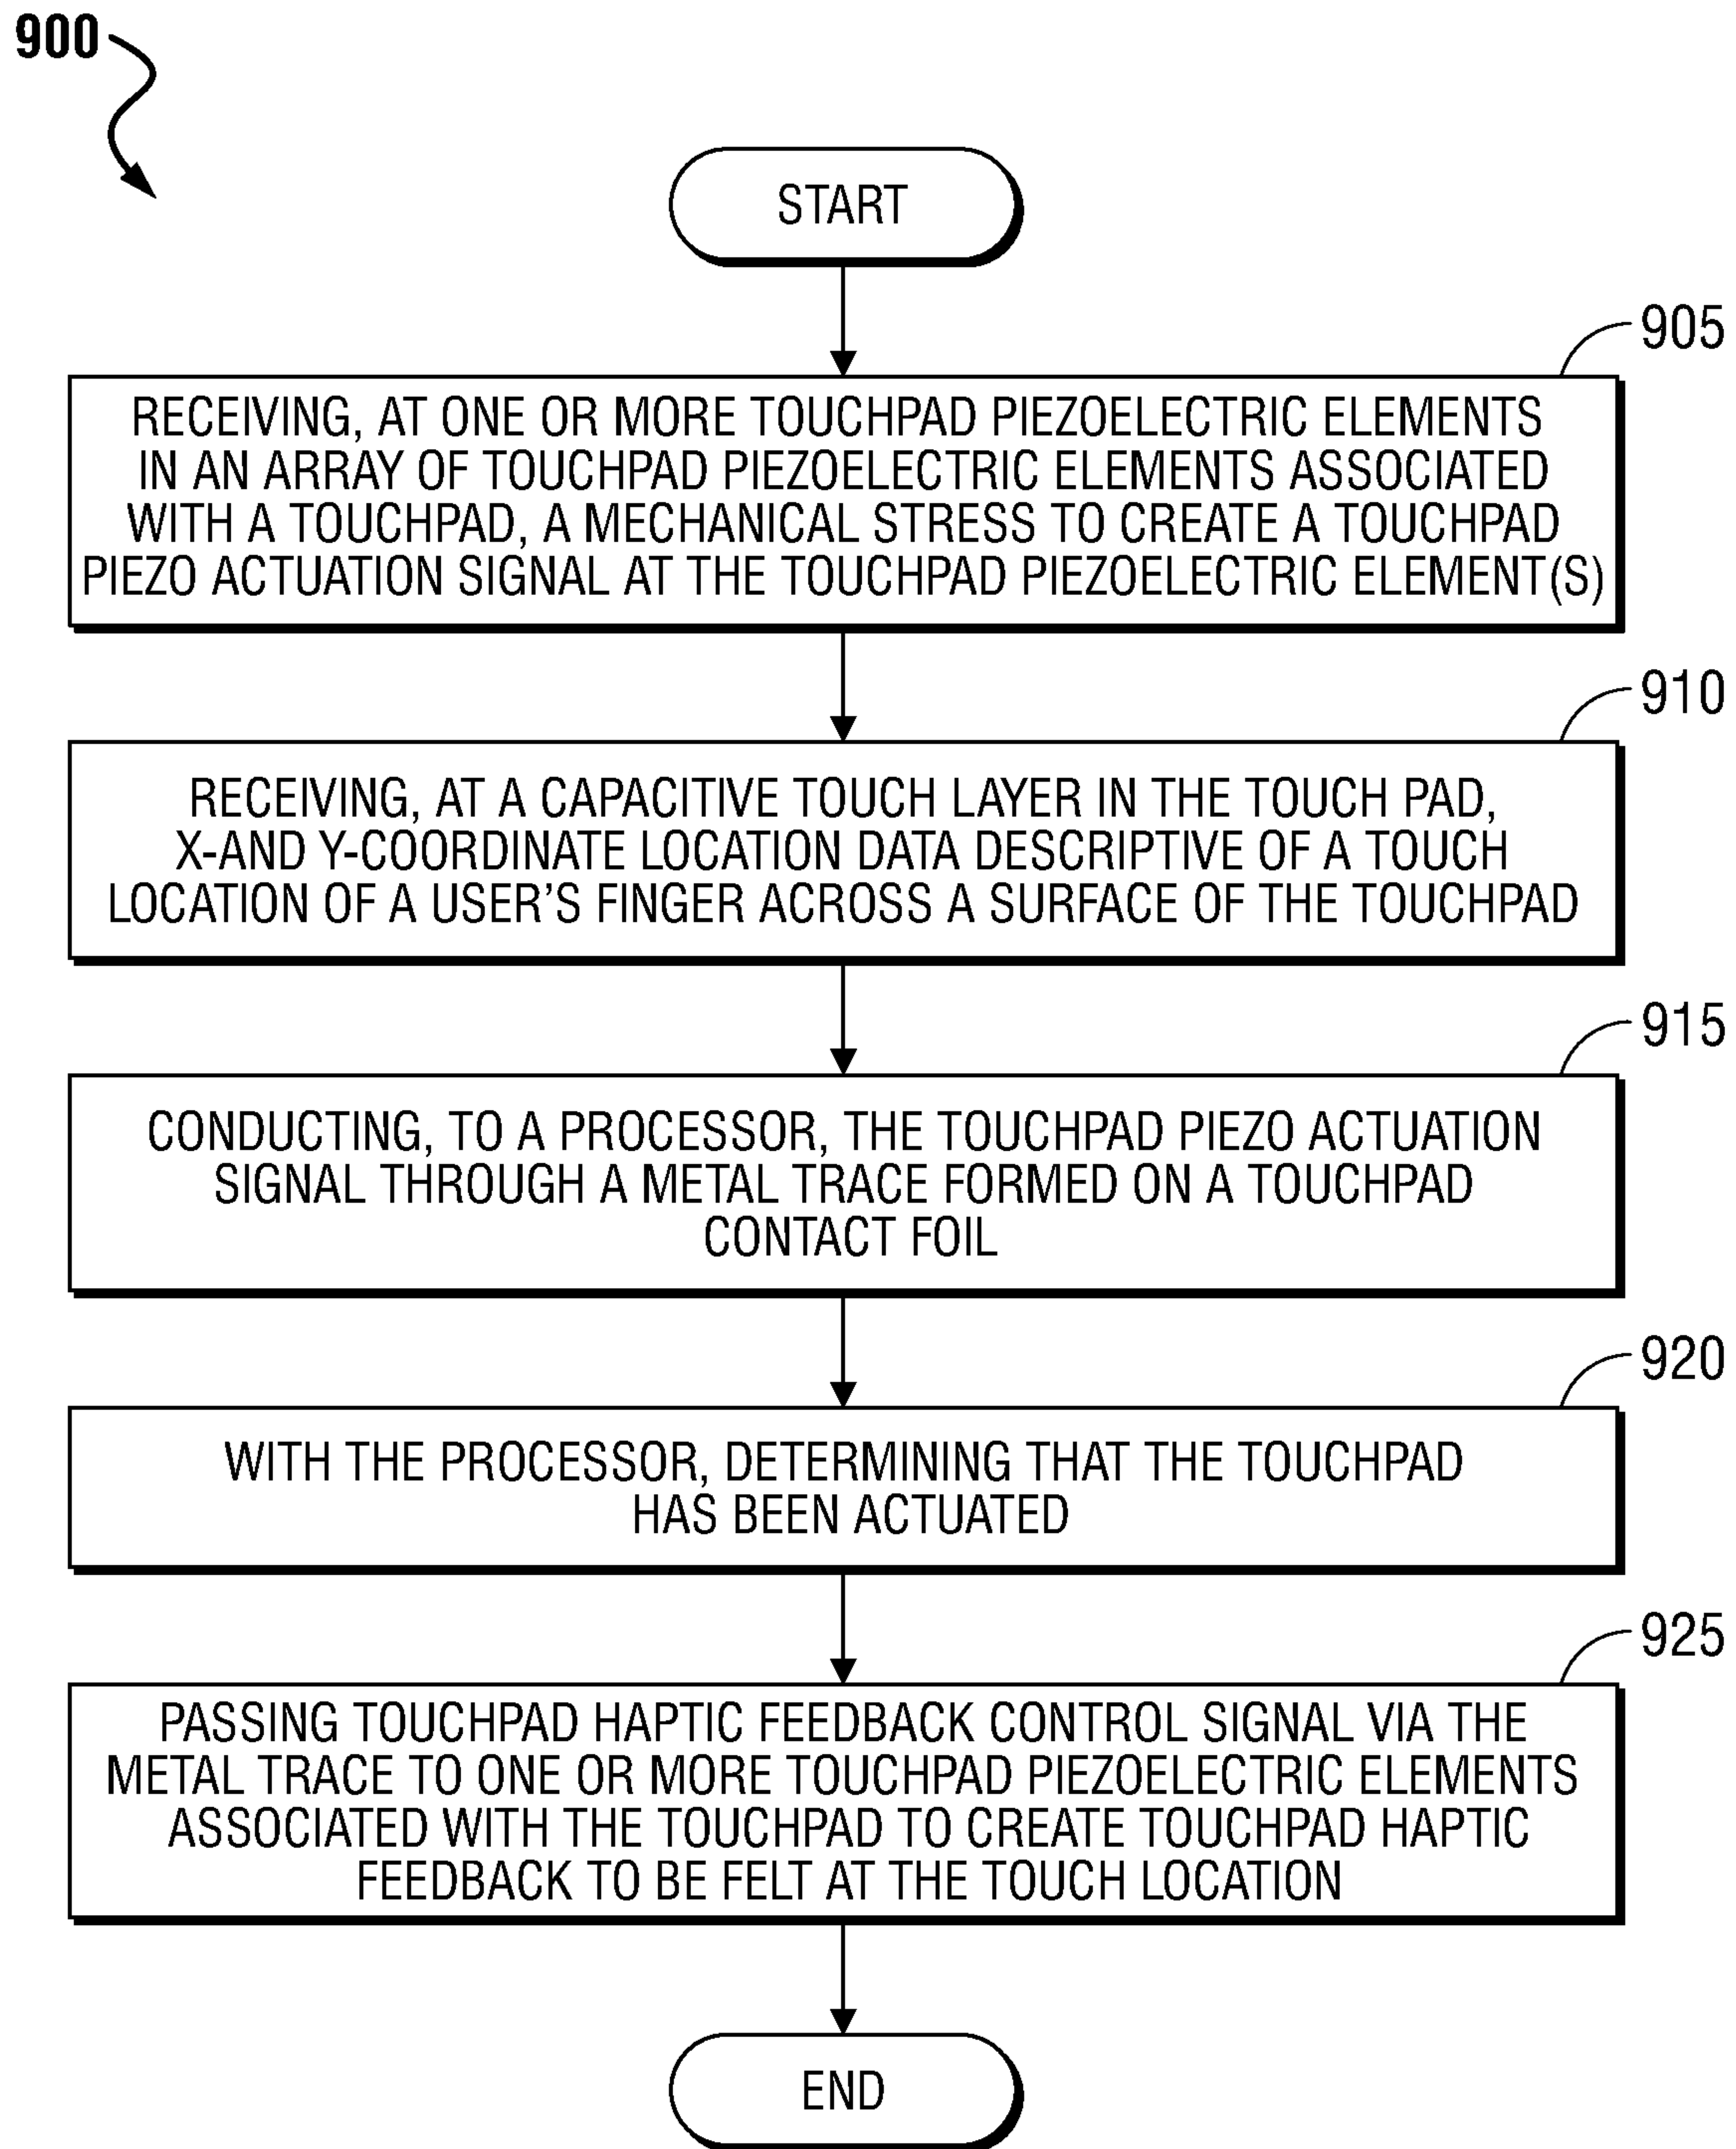 900
START
905
RECEIVING, AT ONE OR MORE TOUCHPAD PIEZOELECTRIC ELEMENTS
IN AN ARRAY OF TOUCHPAD PIEZOELECTRIC ELEMENTS ASSOCIATED
WITH A TOUCHPAD, A MECHANICAL STRESS TO CREATE A TOUCHPAD
PIEZO ACTUATION SIGNAL AT THE TOUCHPAD PIEZOELECTRIC ELEMENT(S)
910
RECEIVING, AT A CAPACITIVE TOUCH LAYER IN THE TOUCH PAD,
X-AND Y-COORDINATE LOCATION DATA DESCRIPTIVE OF A TOUCH
LOCATION OF A USER'S FINGER ACROSS A SURFACE OF THE TOUCHPAD
915
CONDUCTING, TO A PROCESSOR, THE TOUCHPAD PIEZO ACTUATION
SIGNAL THROUGH A METAL TRACE FORMED ON A TOUCHPAD
CONTACT FOIL
920
WITH THE PROCESSOR, DETERMINING THAT THE TOUCHPAD
HAS BEEN ACTUATED
925
PASSING TOUCHPAD HAPTIC FEEDBACK CONTROL SIGNAL VIA THE
METAL TRACE TO ONE OR MORE TOUCHPAD PIEZOELECTRIC ELEMENTS
ASSOCIATED WITH THE TOUCHPAD TO CREATE TOUCHPAD HAPTIC
FEEDBACK TO BE FELT AT THE TOUCH LOCATION
END